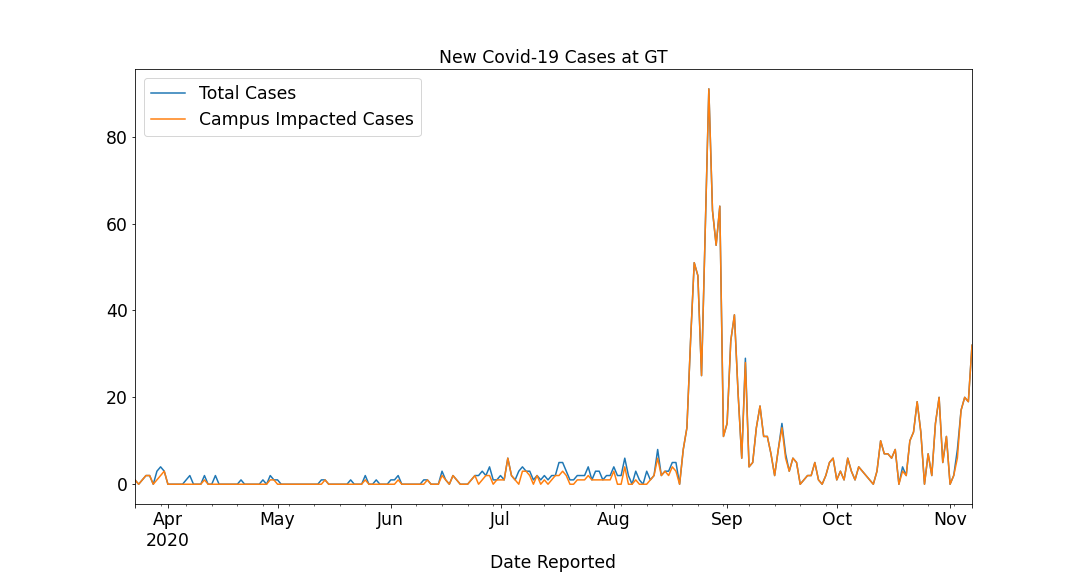 New Covid-19 Cases at GT
Total Cases
Campus Impacted Cases
80
60
40
20
0
Apr May Jun Jul Aug Sep Oct Nov
2020
Date Reported